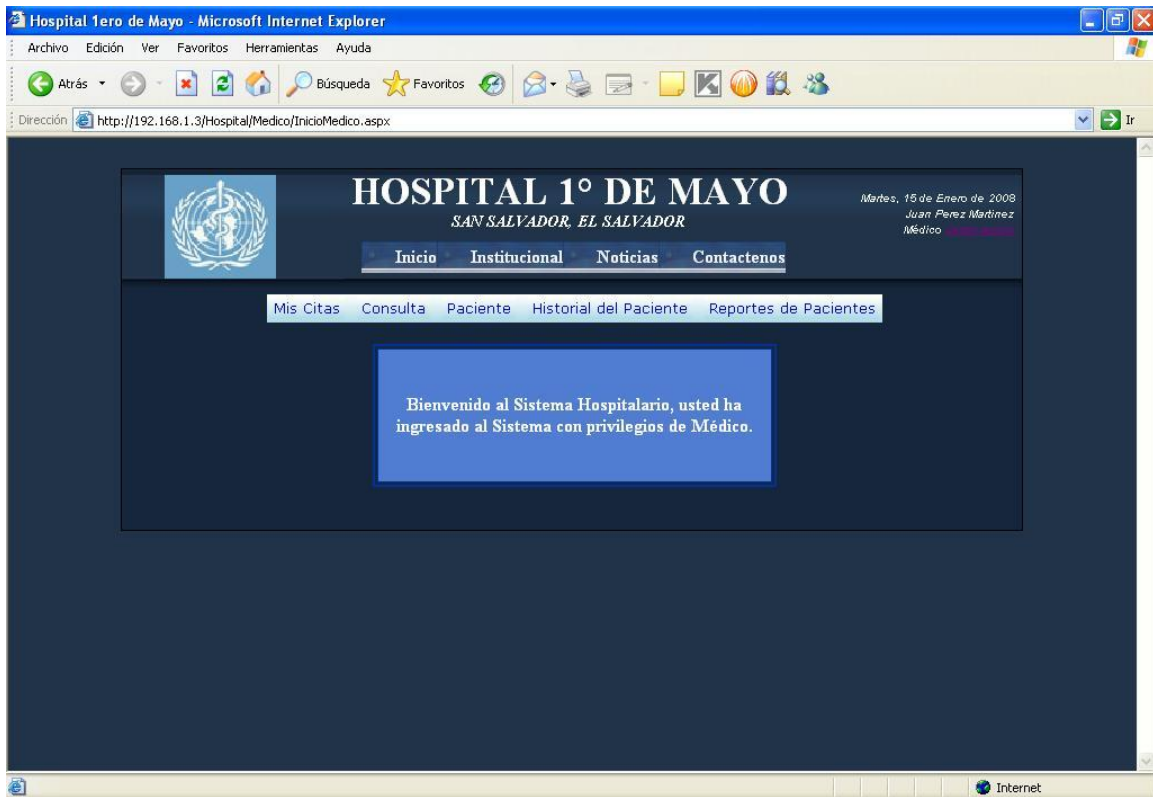 Hospital 1ero de Mayo - Microsoft Internet Explorer
Archivo Edición Ver Favoritos Herramientas Ayuda
Atrás Búsqueda Favoritos
Dirección http://192.168.1.3/Hospital/Medico/InicioMedico.aspx Ir
HOSPITAL 1° DE MAYO
SAN SALVADOR, EL SALVADOR
Martes, 15 de Enero de 2008
Juan Perez Martinez
Médico
Inicio Institucional Noticias Contactenos
Mis Citas Consulta Paciente Historial del Paciente Reportes de Pacientes
Bienvenido al Sistema Hospitalario, usted ha
ingresado al Sistema con privilegios de Médico.
Internet